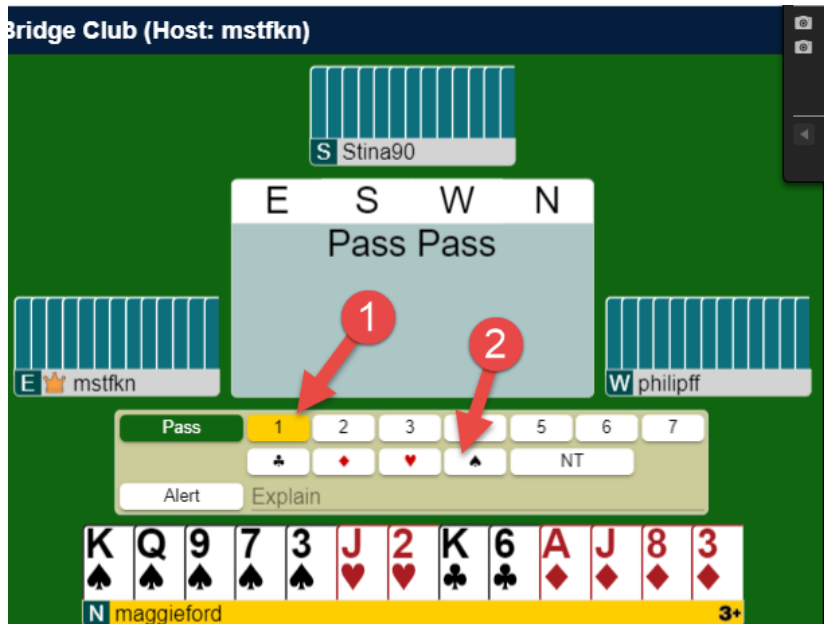 Bridge Club (Host: mstfkn)
S Stina90
E S W N
Pass Pass
1
2
E mstfkn
W philipff
Pass 1 2 3 5 6 7
♣ ♦ ♥ ♠ NT
Alert Explain
K Q 9 7 3 J 2 K 6 A J 8 3
♠ ♠ ♠ ♠ ♠ ♥ ♥ ♣ ♣ ♦ ♦ ♦ ♦
N maggieford 3+